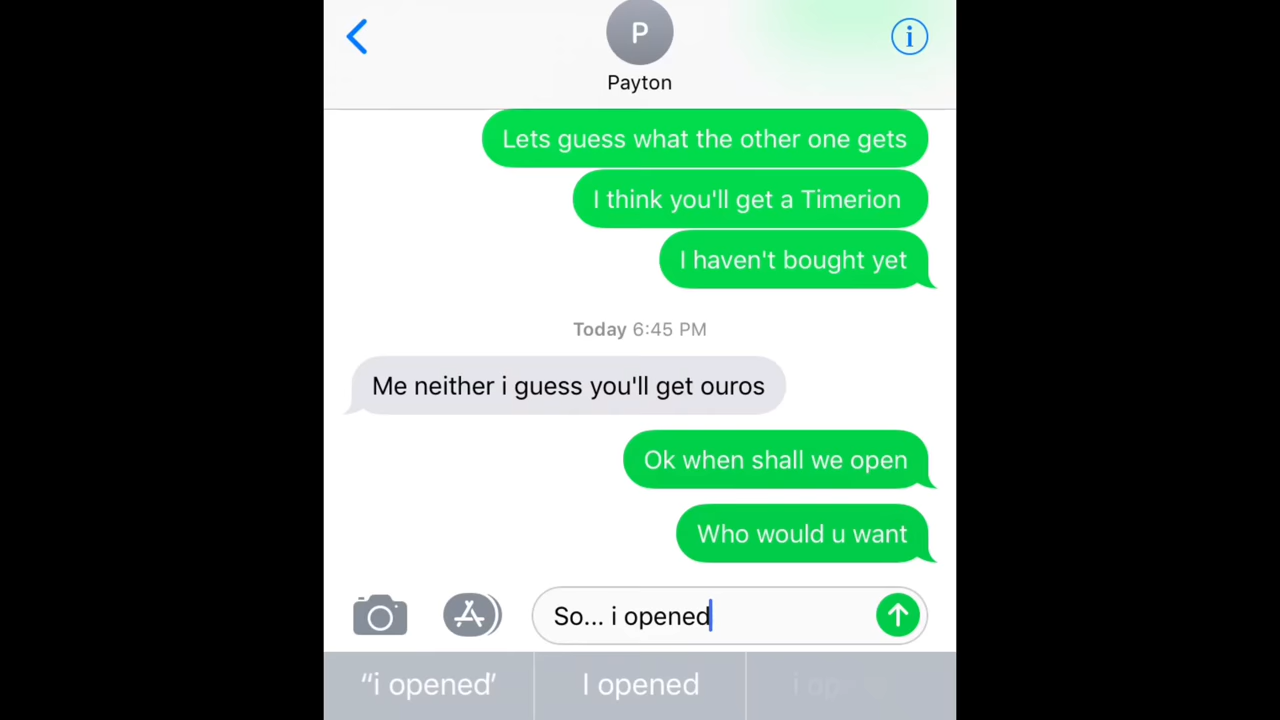 P
Payton
Lets guess what the other one gets
I think you'll get a Timerion
I haven't bought yet
Today 6:45 PM
Me neither i guess you'll get ouros
Ok when shall we open
Who would u want
So... i opened
“i opened”
I opened